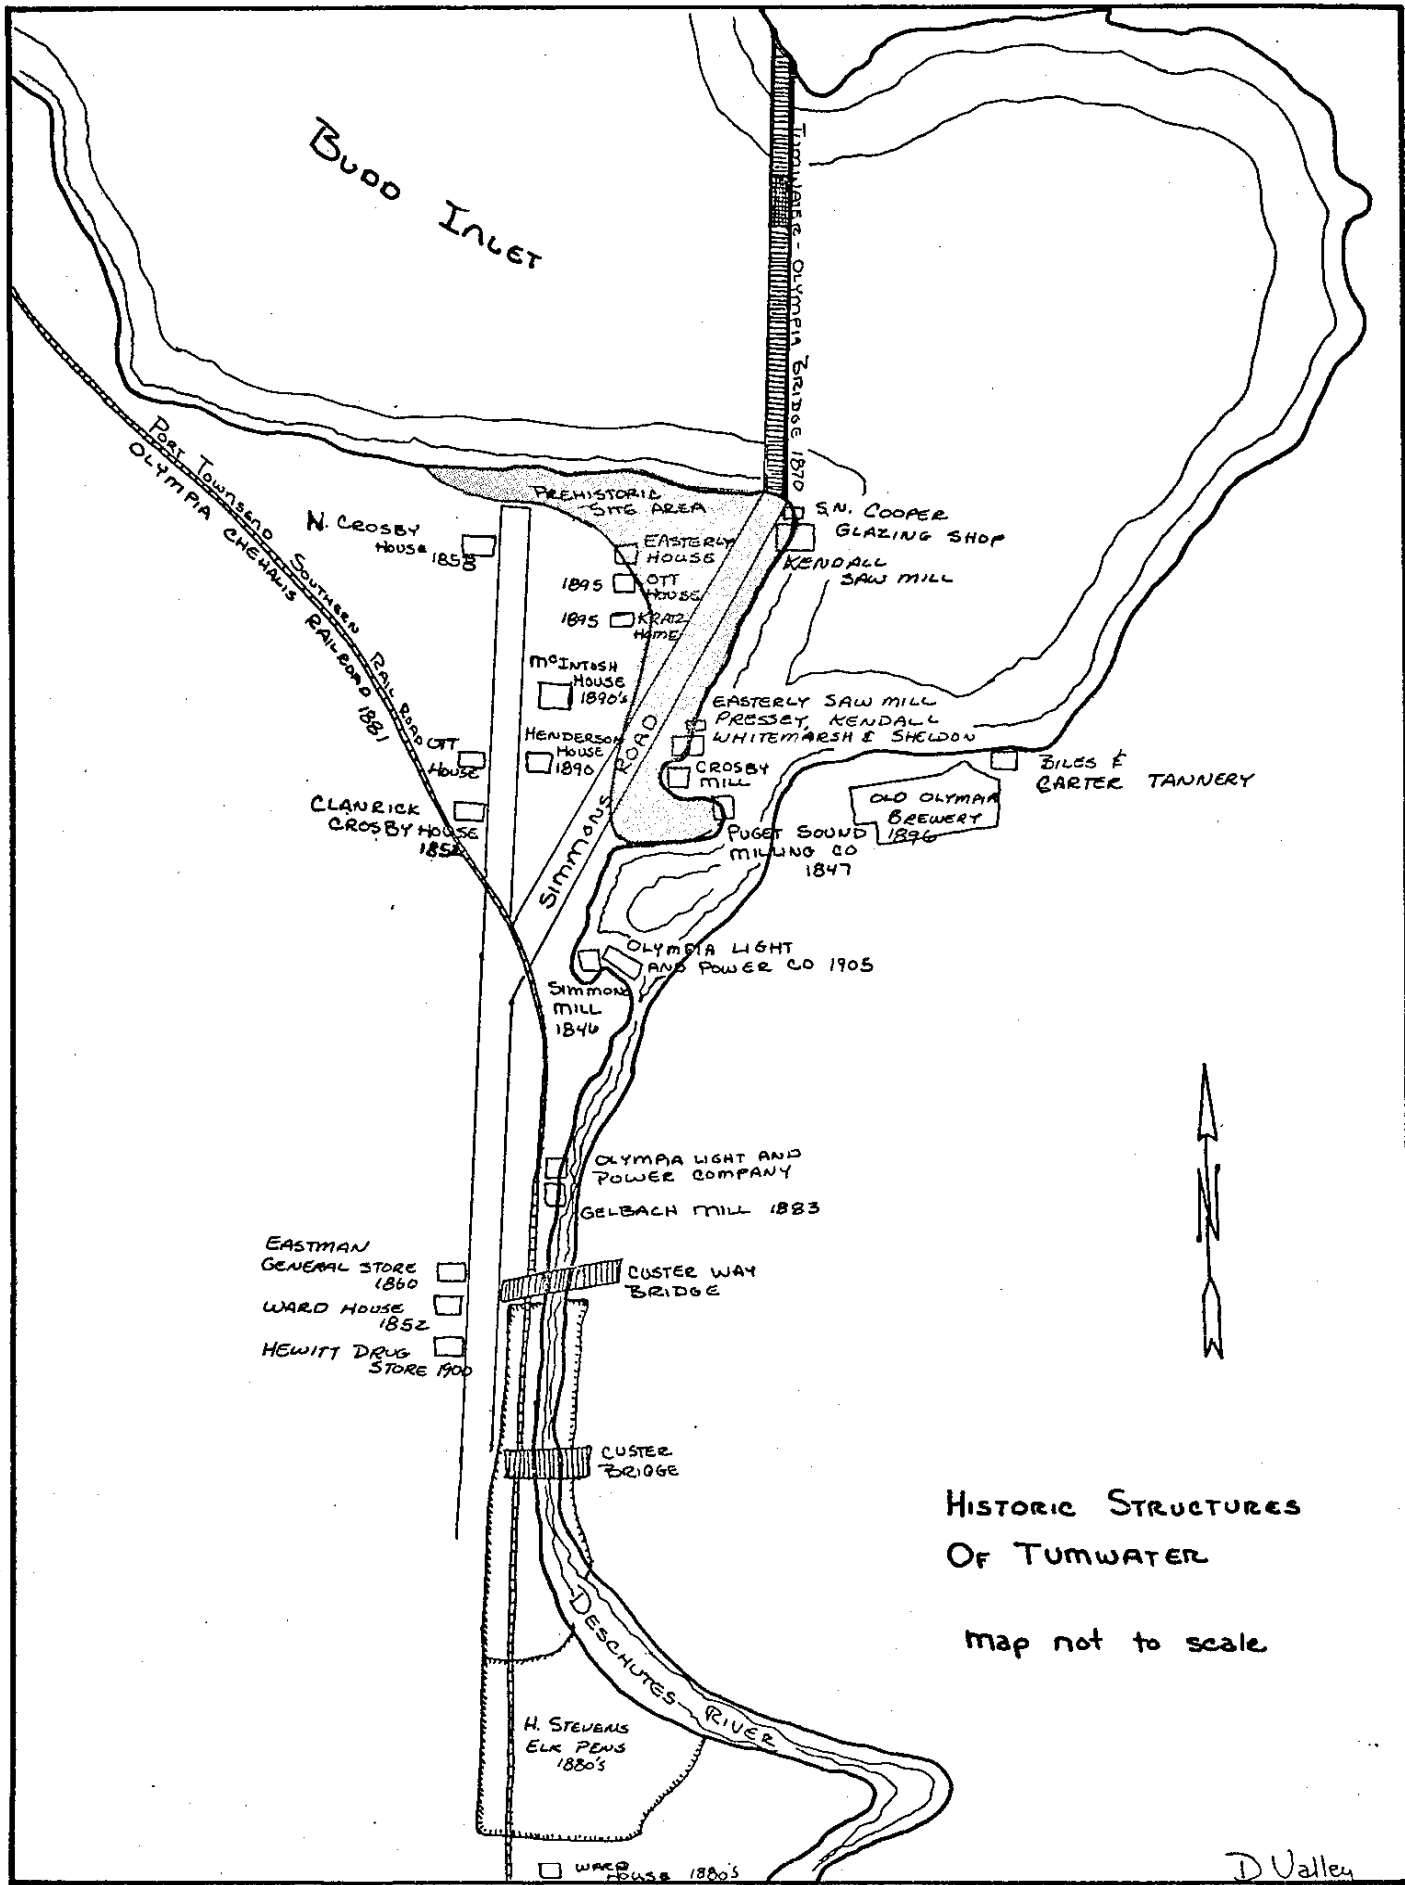 BUDD INLET
TUMWATER-OLYMPIA BRIDGE 1870
PORT TOWNSEND SOUTHERN RAIL ROAD
OLYMPIA CHEHALIS RAILROAD 1881
PREHISTORIC
SITE AREA
N. CROSBY
HOUSE
1858
S.N. COOPER
GLAZING SHOP
EASTERLY
HOUSE
KENDALL
SAW MILL
1895 OTT
HOUSE
1895 KRATZ
HOME
McINTOSH
HOUSE
1890's
EASTERLY SAW MILL
PRESSEY, KENDALL
WHITEMARSH & SHELDON
OTT
HOUSE
HENDERSON
HOUSE
1890
SIMMONS ROAD
CROSBY
MILL
BILES &
CARTER TANNERY
OLD OLYMPIA
BREWERY
1896
CLANRICK
CROSBY HOUSE
PUGET SOUND
MILLING CO
1847
OLYMPIA LIGHT
AND POWER CO 1905
SIMMONS
MILL
1846
N
OLYMPIA LIGHT AND
POWER COMPANY
GELBACH MILL 1883
EASTMAN
GENERAL STORE
1860
CUSTER WAY
BRIDGE
WARD HOUSE
1852
HEWITT DRUG
STORE 1900
CUSTER
BRIDGE
HISTORIC STRUCTURES
OF TUMWATER
map not to scale
DESCHUTES RIVER
H. STEVENS
ELK PENS
1880's
WARD
HOUSE 1880's
D Valley